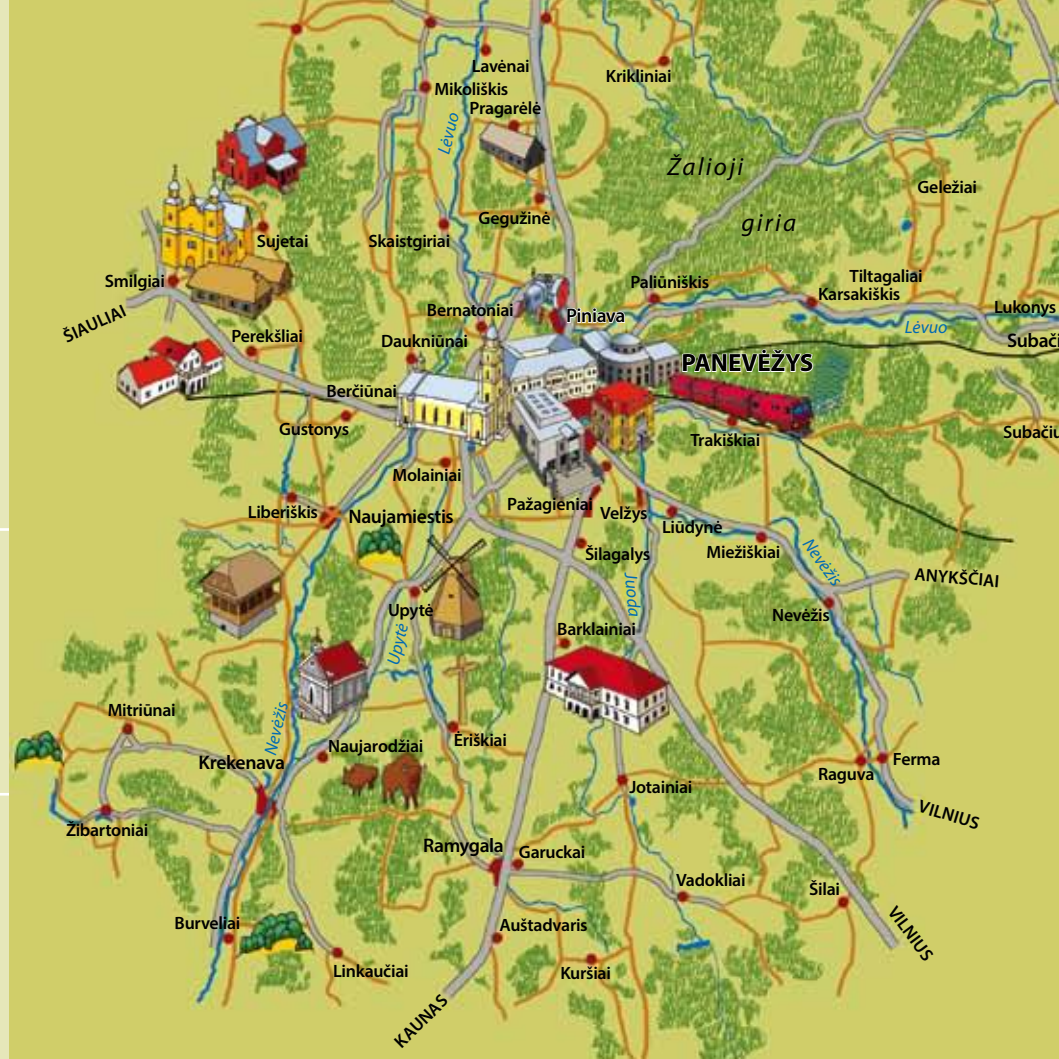 Lavėnai
Krikliniai
Mikoliškis
Pragarėlė
Lėvuo
Žalioji
giria
Geležiai
Gegužinė
Skaistgiriai
Sujetai
Smilgiai
Paliūniškis
Tiltagaliai
Karsakiškis
Lukonys
Lėvuo
Subači
ŠIAULIAI
Perekšliai
Bernatoniai
Piniava
Daukniūnai
PANEVĖŽYS
Berčiūnai
Gustonys
Trakiškiai
Subačiu
Molainiai
Liberiškis
Naujamiestis
Pažagieniai
Velžys
Liūdynė
Miežiškiai
Šilagalys
Nevėžis
ANYKŠČIAI
Juoda
Upytė
Upytė
Nevėžis
Barklainiai
Mitriūnai
Nevėžis
Krekenava
Naujarodžiai
Ėriškiai
Ferma
Raguva
Jotainiai
VILNIUS
Žibartoniai
Ramygala
Garuckai
Vadokliai
Šilai
VILNIUS
Burveliai
Auštadvaris
Linkaučiai
Kuršiai
KAUNAS